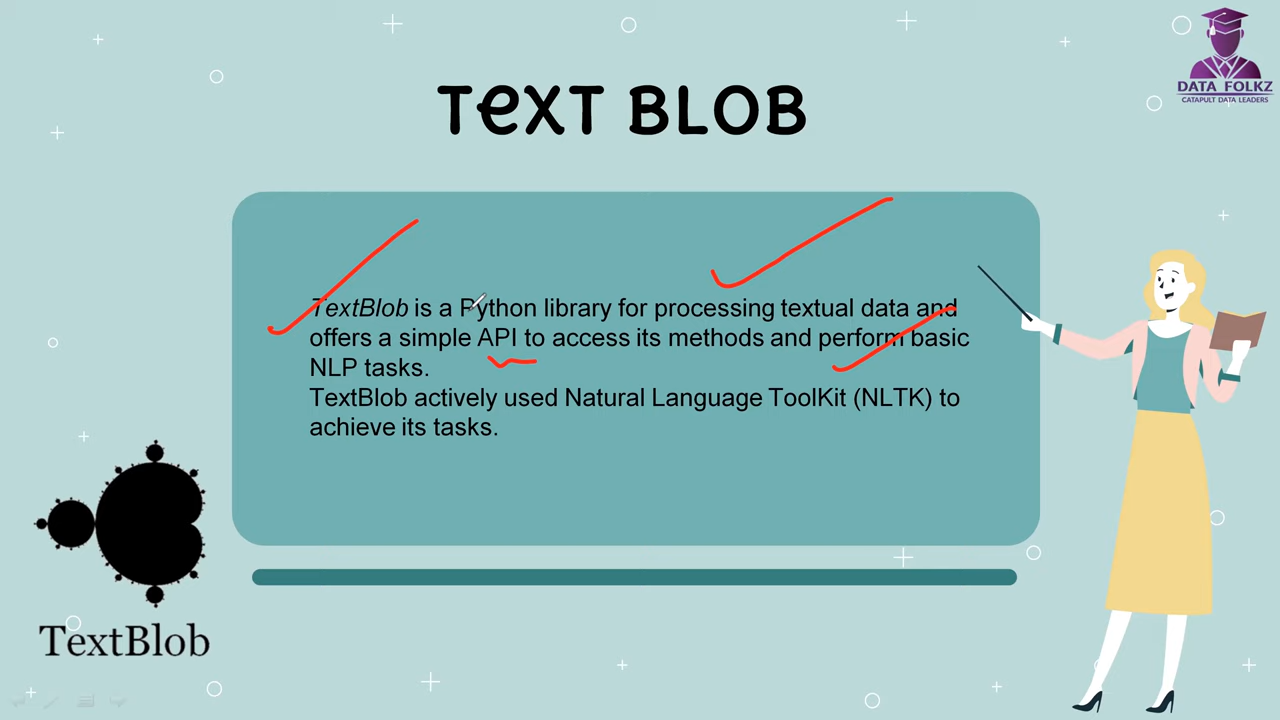 DATA FOLKZ
CATAPULT DATA LEADERS
TEXT BLOB
TextBlob is a Python library for processing textual data and
offers a simple API to access its methods and perform basic
NLP tasks.
TextBlob actively used Natural Language ToolKit (NLTK) to
achieve its tasks.
TextBlob